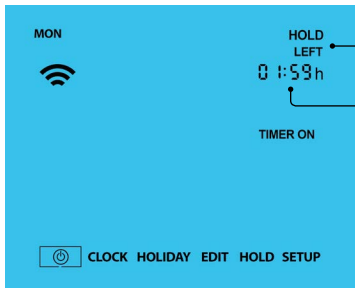 MON
HOLD
LEFT
01:59h
TIMER ON
CLOCK HOLIDAY EDIT HOLD SETUP